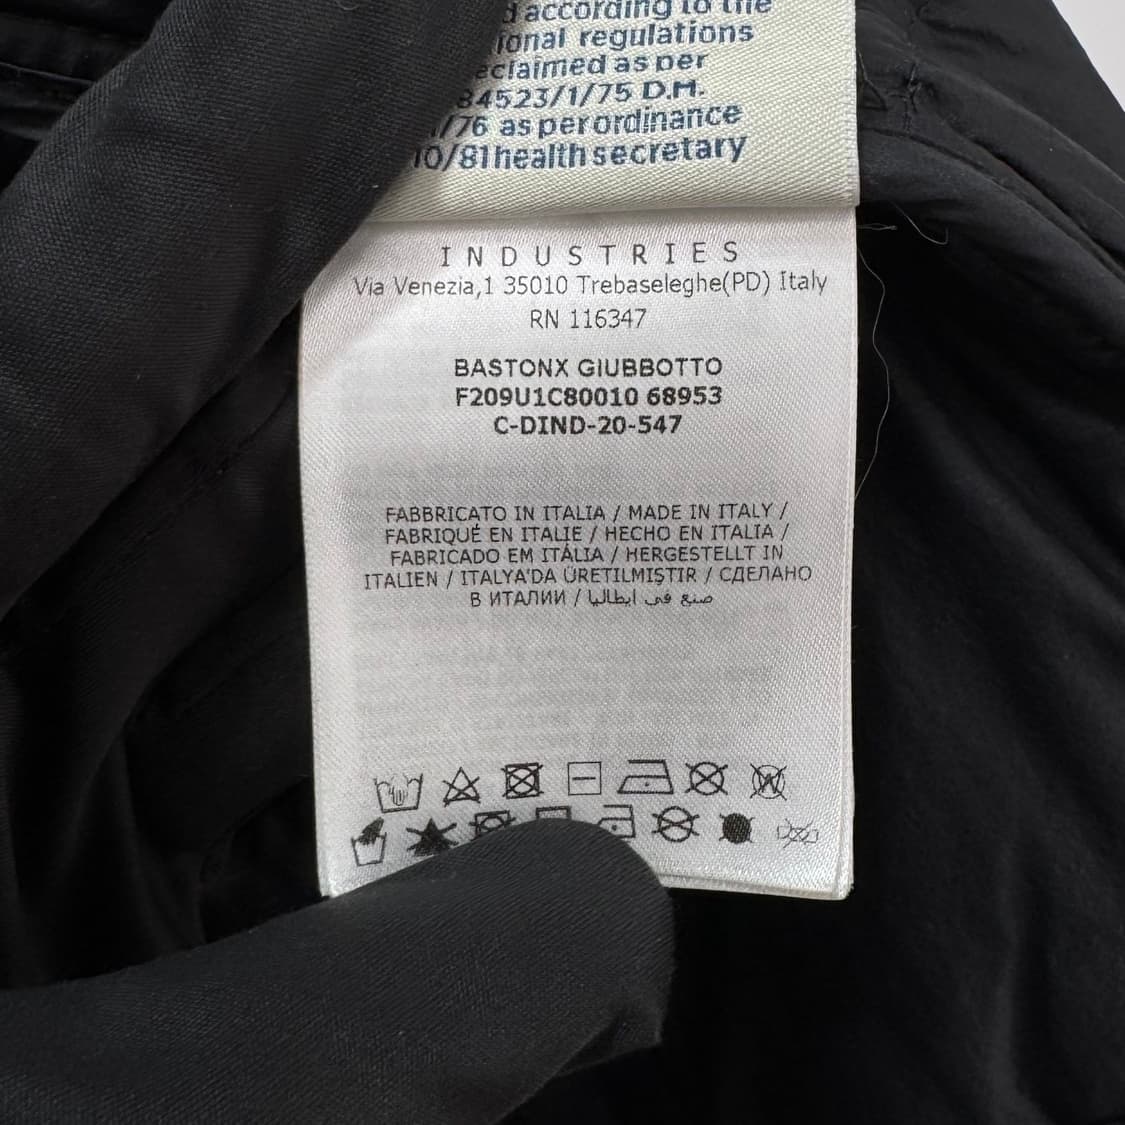 according to the
ional regulations
eclaimed as per
84523/1/75 D.M.
/76 as per ordinance
10/81 health secretary
INDUSTRIES
Via Venezia,1 35010 Trebaseleghe(PD) Italy
RN 116347
BASTONX GIUBBOTTO
F209U1C80010 68953
C-DIND-20-547
FABBRICATO IN ITALIA / MADE IN ITALY /
FABRIQUÉ EN ITALIE / HECHO EN ITALIA /
FABRICADO EM ITÁLIA / HERGESTELLT IN
ITALIEN / ITALYA'DA ÜRETILMIŞTIR / СДЕЛАНО
В ИТАЛИИ / صنع في ايطاليا